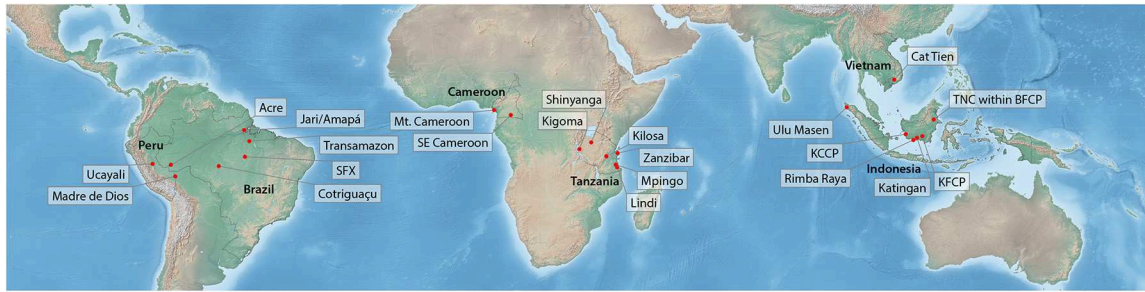 Acre
Jari/Amapá
Transamazon
SFX
Cotriguaçu
Peru
Ucayali
Madre de Dios
Brazil
Cameroon
Mt. Cameroon
SE Cameroon
Shinyanga
Kigoma
Kilosa
Zanzibar
Mpingo
Lindi
Tanzania
Vietnam
Cat Tien
TNC within BFCP
Ulu Masen
KCCP
Rimba Raya
Indonesia
Katingan
KFCP